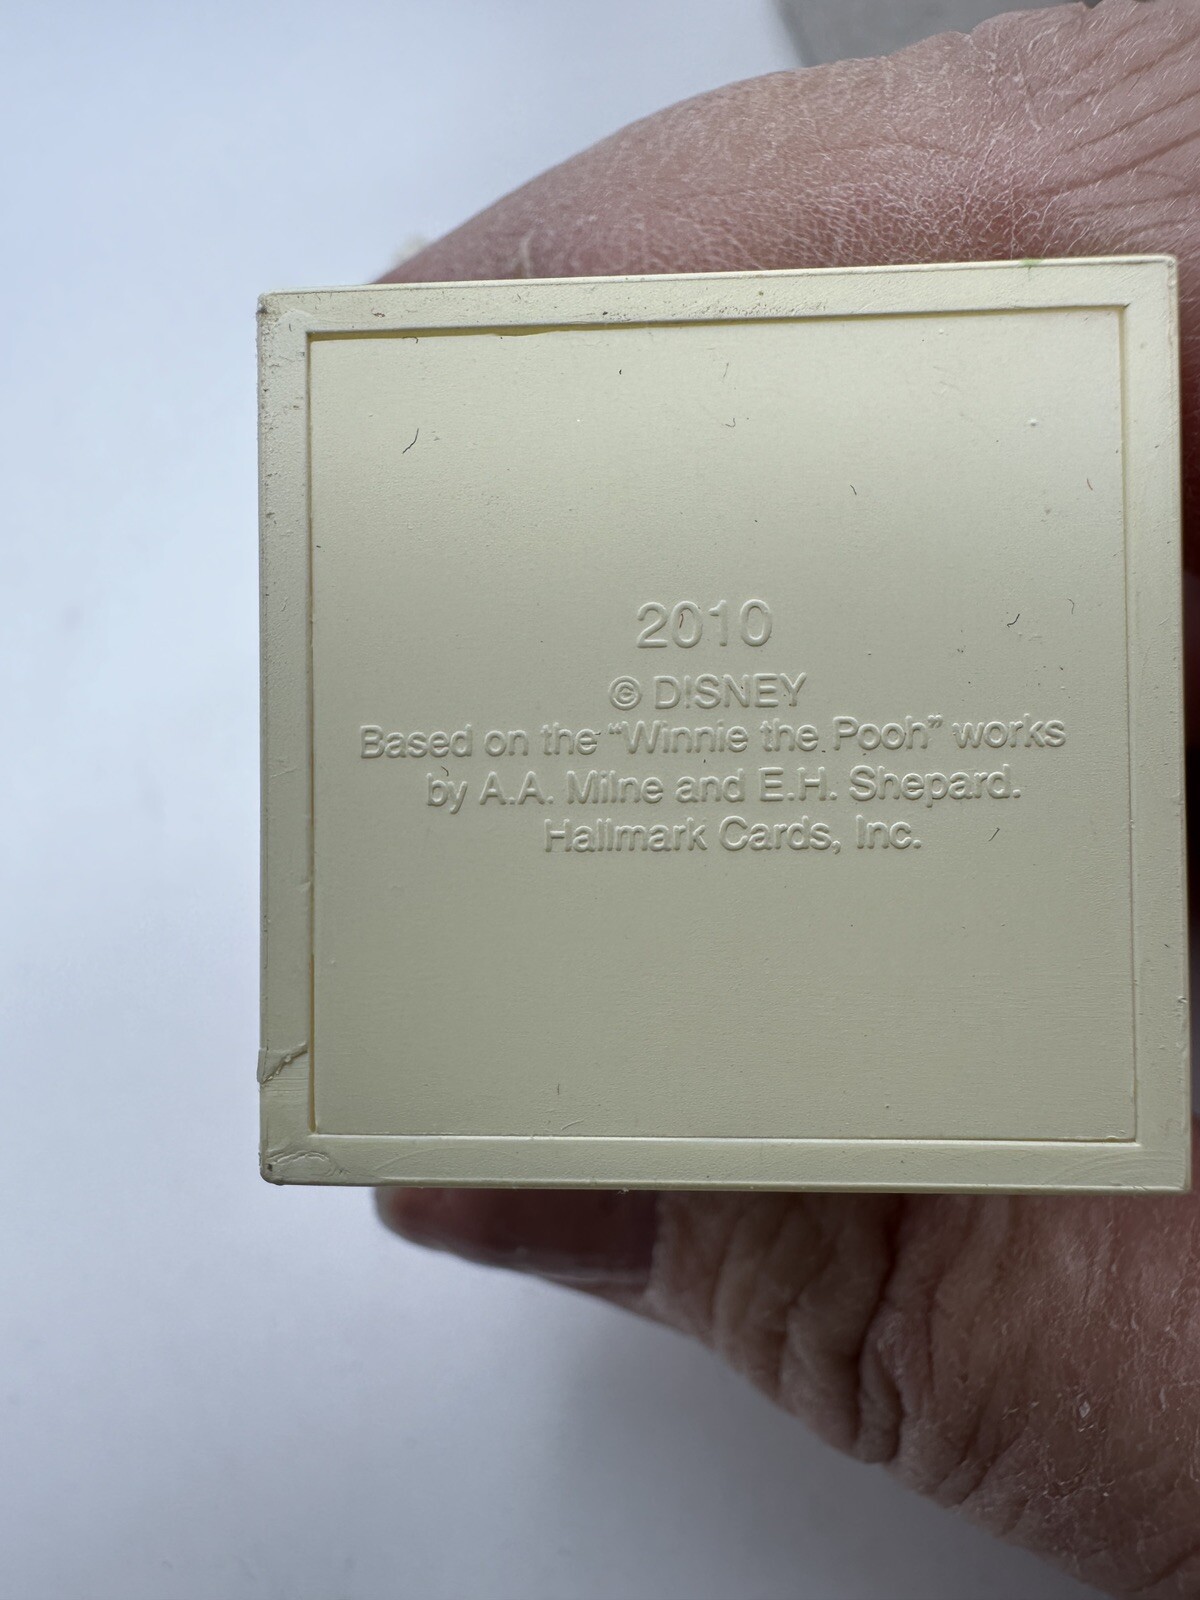 2010
© DISNEY
Based on the “Winnie the Pooh” works
by A.A. Milne and E.H. Shepard.
Hallmark Cards, Inc.